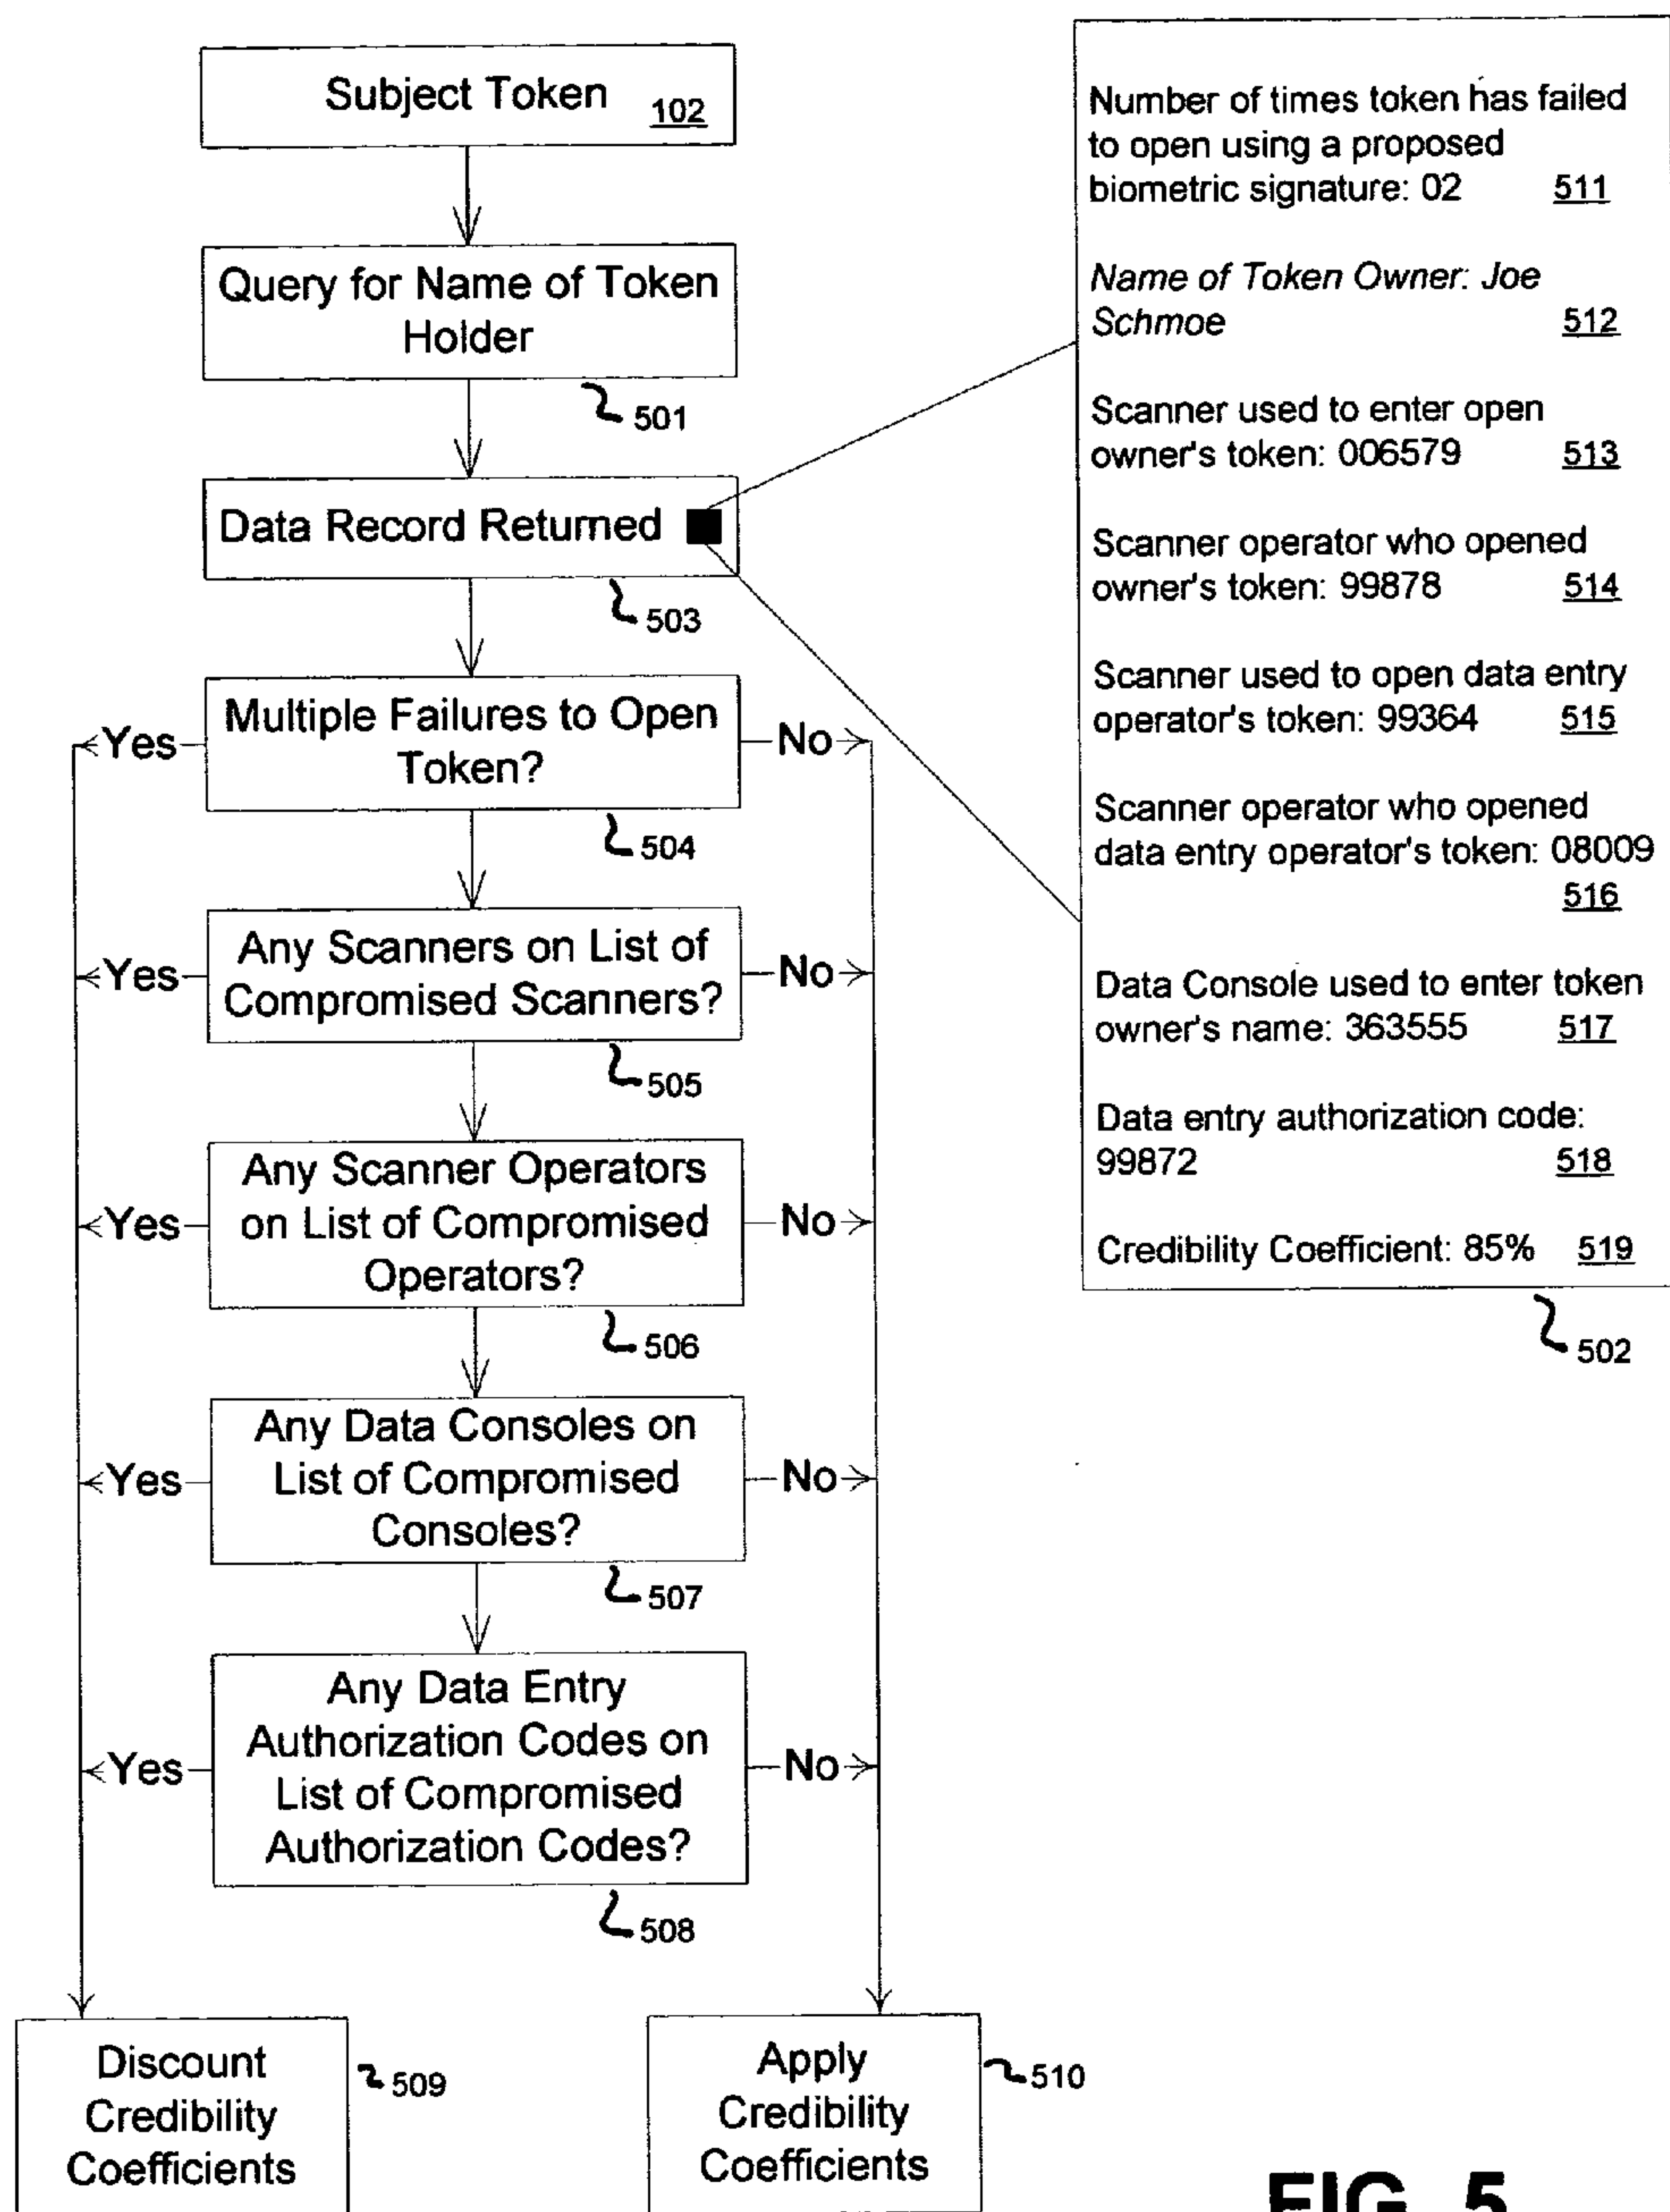 Subject Token 102
Query for Name of Token
Holder
501
Data Record Returned
503
Multiple Failures to Open
Token?
Yes
No
504
Any Scanners on List of
Compromised Scanners?
Yes
No
505
Any Scanner Operators
on List of Compromised
Operators?
Yes
No
506
Any Data Consoles on
List of Compromised
Consoles?
Yes
No
507
Any Data Entry
Authorization Codes on
List of Compromised
Authorization Codes?
Yes
No
508
Discount
Credibility
Coefficients
509
Apply
Credibility
Coefficients
510
Number of times token has failed
to open using a proposed
biometric signature: 02 511
Name of Token Owner: Joe
Schmoe 512
Scanner used to enter open
owner's token: 006579 513
Scanner operator who opened
owner's token: 99878 514
Scanner used to open data entry
operator's token: 99364 515
Scanner operator who opened
data entry operator's token: 08009
516
Data Console used to enter token
owner's name: 363555 517
Data entry authorization code:
99872 518
Credibility Coefficient: 85% 519
502
FIG. 5